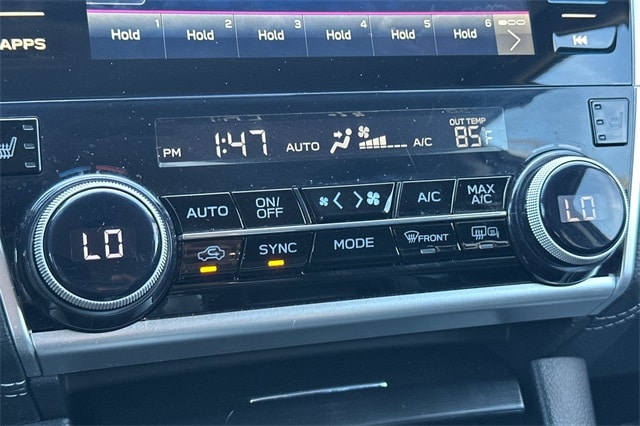 APPS
Hold 1 Hold 2 Hold 3 Hold 4 Hold 5 Hold 6
PM 1:47 AUTO A/C OUT TEMP 85°F
AUTO ON/OFF A/C MAX A/C
LO
LO
SYNC MODE FRONT